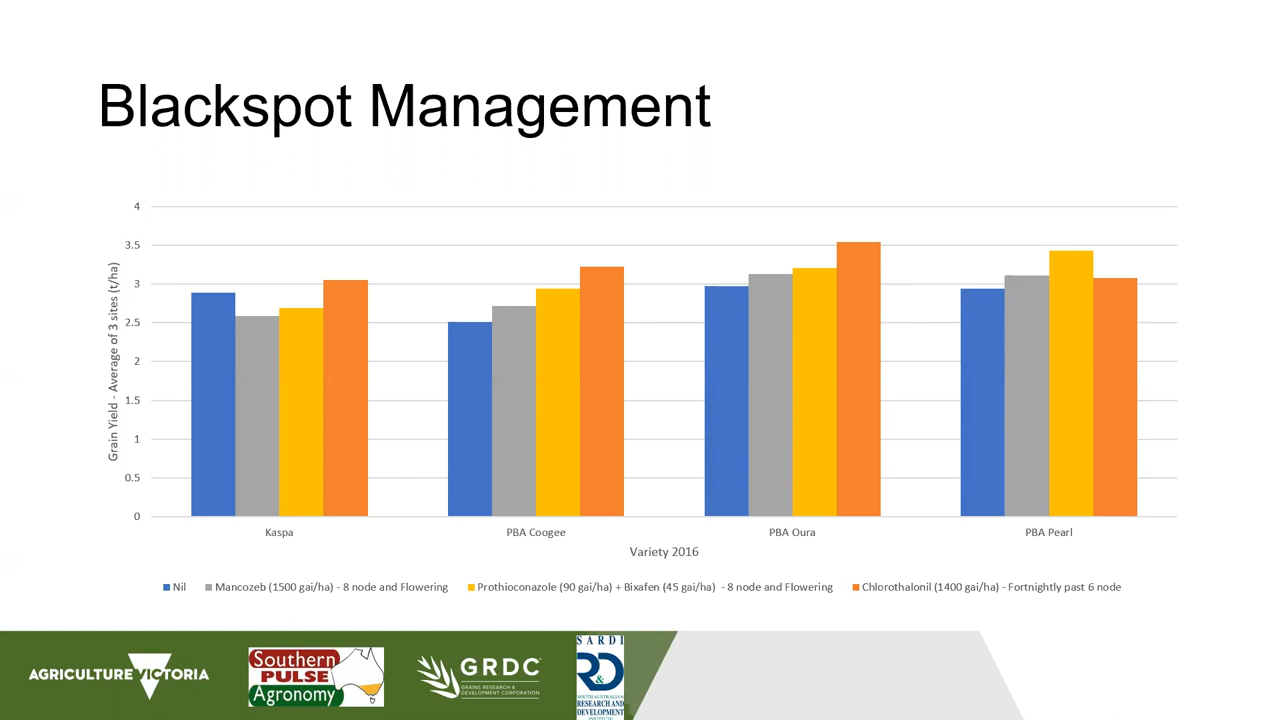 Blackspot Management
4
3.5
3
2.5
2
1.5
1
0.5
0
Grain Yield - Average of 3 sites (t/ha)
Kaspa PBA Coogee PBA Oura PBA Pearl
Variety 2016
Nil Mancozeb (1500 gai/ha) - 8 node and Flowering Prothioconazole (90 gai/ha) + Bixafen (45 gai/ha) - 8 node and Flowering Chlorothalonil (1400 gai/ha) - Fortnightly past 6 node
AGRICULTURE VICTORIA
Southern
PULSE
Agronomy
GRDC
GRAINS RESEARCH &
DEVELOPMENT CORPORATION
SARDI
R&D
SOUTH AUSTRALIAN
RESEARCH AND
DEVELOPMENT
INSTITUTE